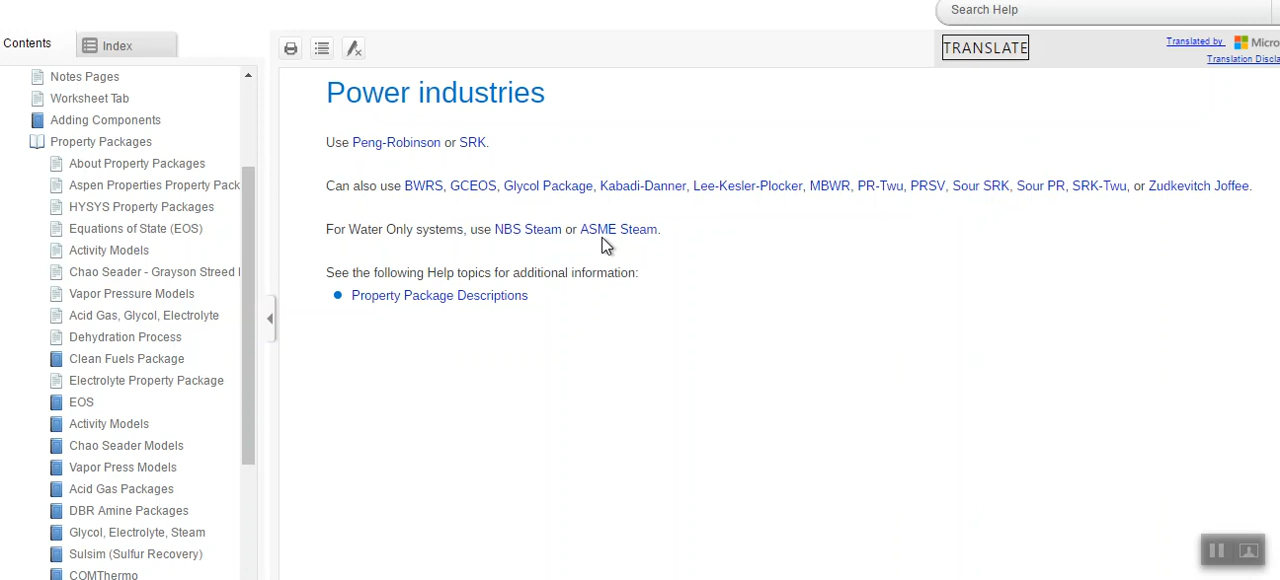 Search Help
Contents
Index
TRANSLATE
Translated by
Micro
Translation Discla
Notes Pages
Worksheet Tab
Adding Components
Property Packages
About Property Packages
Aspen Properties Property Pack
HYSYS Property Packages
Equations of State (EOS)
Activity Models
Chao Seader - Grayson Streed
Vapor Pressure Models
Acid Gas, Glycol, Electrolyte
Dehydration Process
Clean Fuels Package
Electrolyte Property Package
EOS
Activity Models
Chao Seader Models
Vapor Press Models
Acid Gas Packages
DBR Amine Packages
Glycol, Electrolyte, Steam
Sulsim (Sulfur Recovery)
COMThermo
Power industries
Use Peng-Robinson or SRK.
Can also use BWRS, GCEOS, Glycol Package, Kabadi-Danner, Lee-Kesler-Plocker, MBWR, PR-Twu, PRSV, Sour SRK, Sour PR, SRK-Twu, or Zudkevitch Joffee.
For Water Only systems, use NBS Steam or ASME Steam.
See the following Help topics for additional information:
Property Package Descriptions